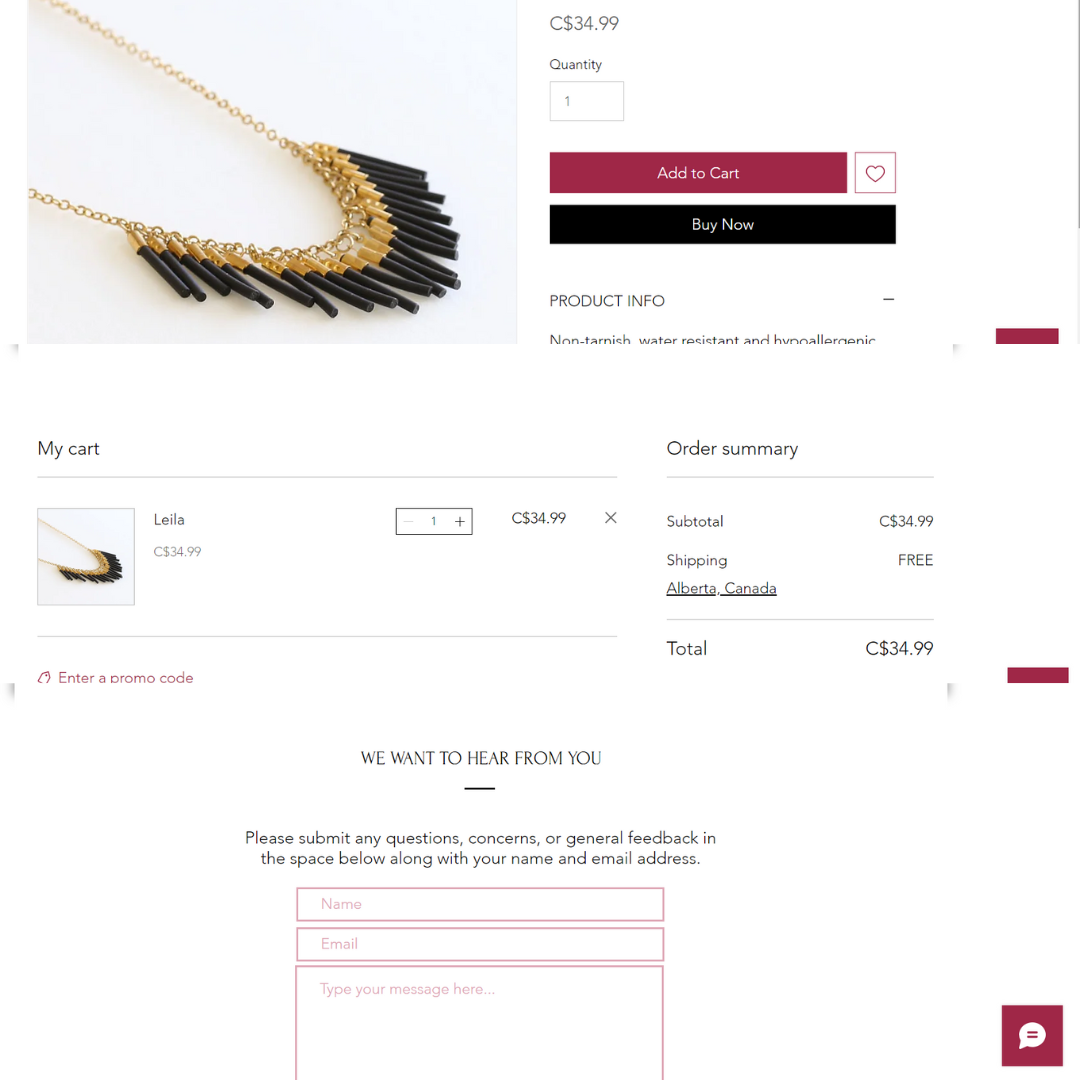 C$34.99
Quantity
1
Add to Cart
Buy Now
PRODUCT INFO
Non-tarnish, water resistant and hypoallergenic
My cart
Leila
C$34.99
1
C$34.99
Enter a promo code
Order summary
Subtotal C$34.99
Shipping FREE
Alberta, Canada
Total C$34.99
WE WANT TO HEAR FROM YOU
Please submit any questions, concerns, or general feedback in
the space below along with your name and email address.
Name
Email
Type your message here...